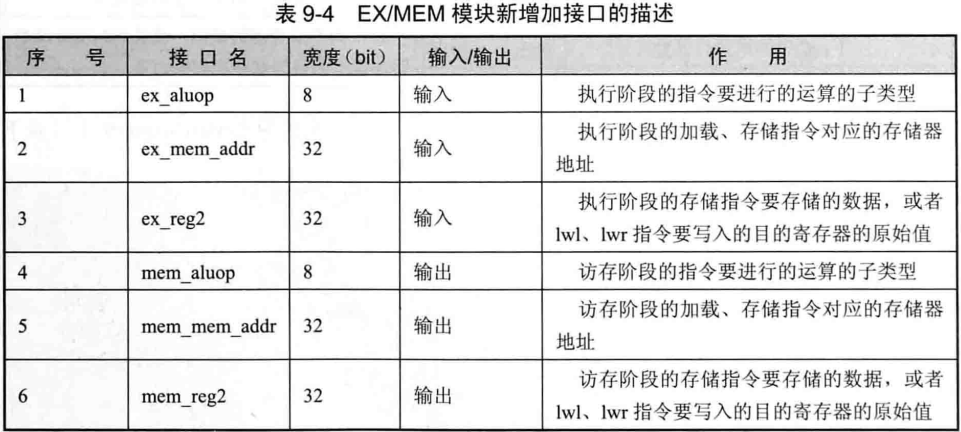 表 9-4 EX/MEM 模块新增加接口的描述
序 号 接 口 名 宽度（bit） 输入/输出 作 用
1 ex_aluop 8 输入 执行阶段的指令要进行的运算的子类型
2 ex_mem_addr 32 输入 执行阶段的加载、存储指令对应的存储器
地址
3 ex_reg2 32 输入 执行阶段的存储指令要存储的数据，或者
lwl、lwr 指令要写入的目的寄存器的原始值
4 mem_aluop 8 输出 访存阶段的指令要进行的运算的子类型
5 mem_mem_addr 32 输出 访存阶段的加载、存储指令对应的存储器
地址
6 mem_reg2 32 输出 访存阶段的存储指令要存储的数据，或者
lwl、lwr 指令要写入的目的寄存器的原始值